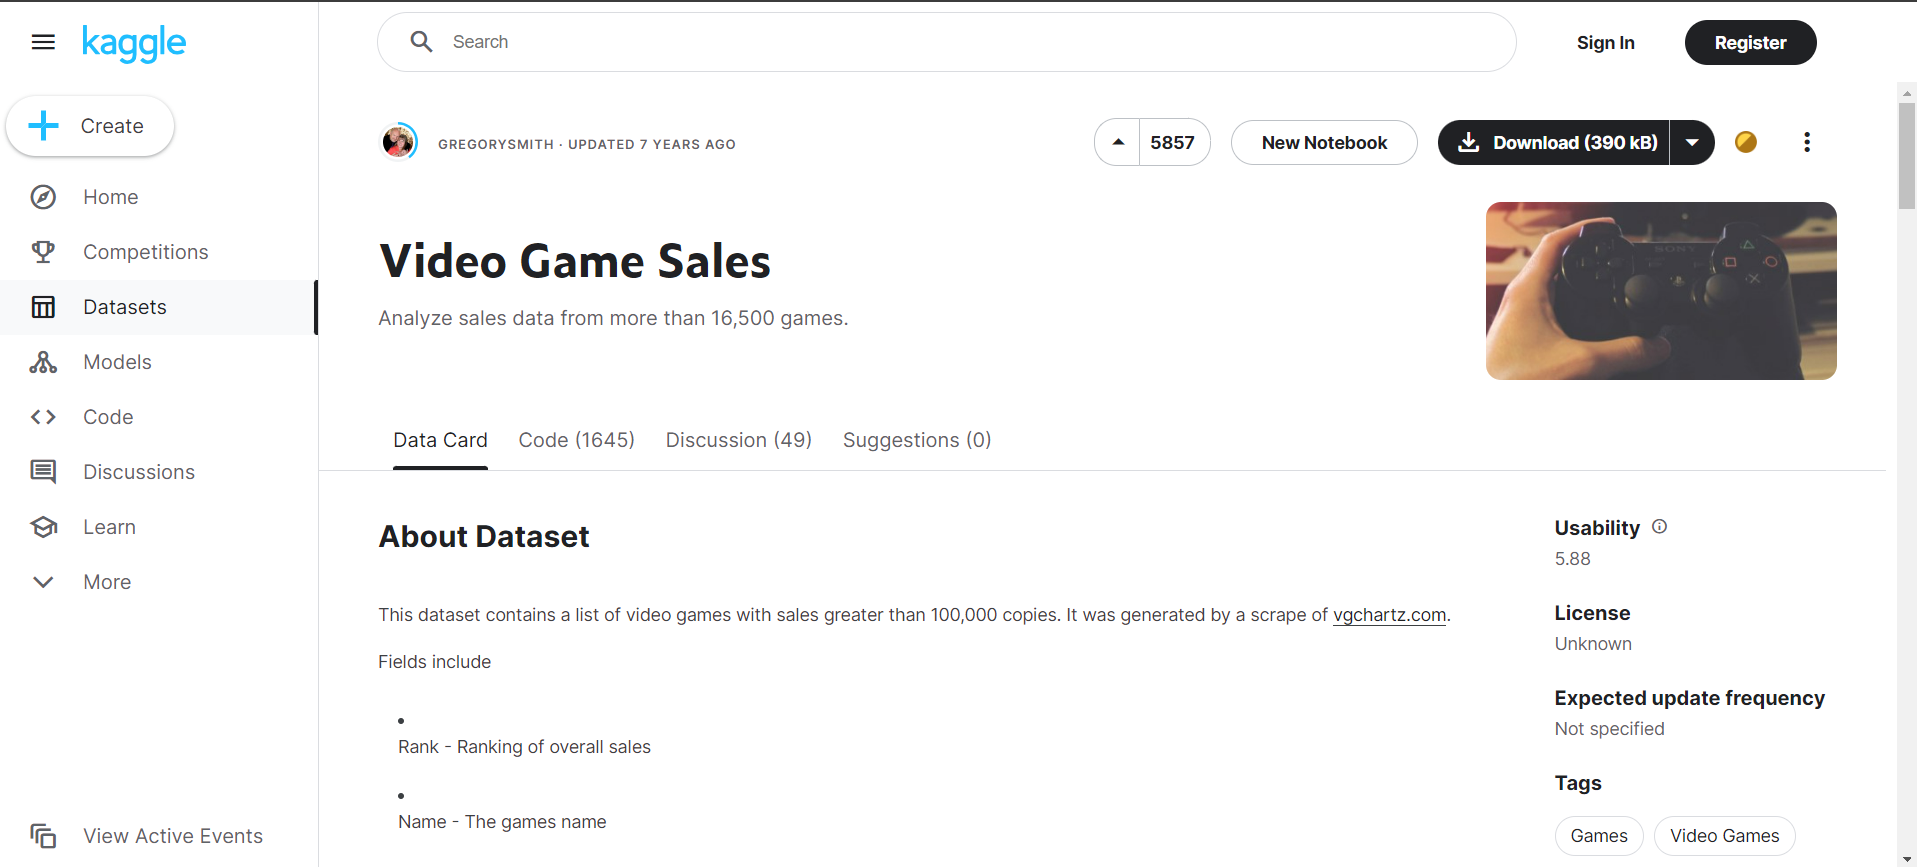 kaggle
Search
Sign In
Register
Create
Home
Competitions
Datasets
Models
Code
Discussions
Learn
More
View Active Events
GREGORYSMITH · UPDATED 7 YEARS AGO
5857
New Notebook
Download (390 kB)
Video Game Sales
Analyze sales data from more than 16,500 games.
SONY
Data Card
Code (1645)
Discussion (49)
Suggestions (0)
About Dataset
This dataset contains a list of video games with sales greater than 100,000 copies. It was generated by a scrape of vgchartz.com.
Fields include
•
Rank - Ranking of overall sales
•
Name - The games name
Usability
5.88
License
Unknown
Expected update frequency
Not specified
Tags
Games
Video Games